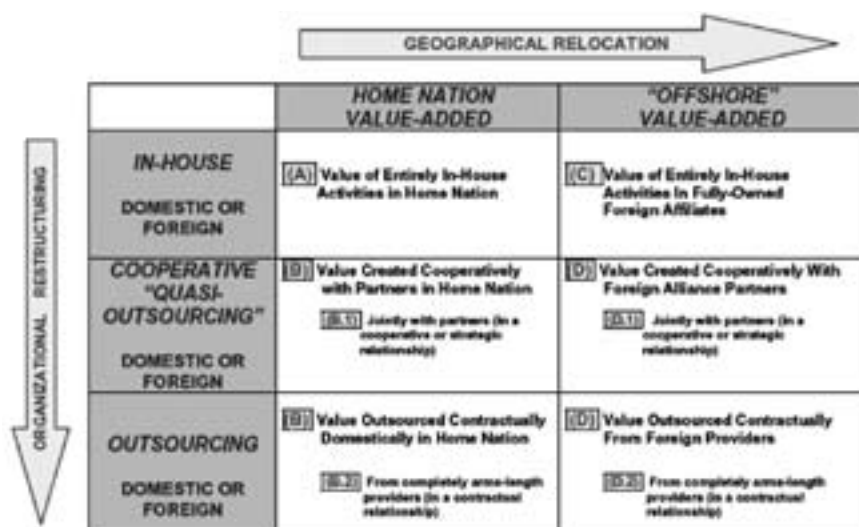 GEOGRAPHICAL RELOCATION
HOME NATION
VALUE-ADDED
"OFFSHORE"
VALUE-ADDED
ORGANIZATIONAL RESTRUCTURING
IN-HOUSE
DOMESTIC OR
FOREIGN
(A) Value of Entirely In-House
Activities in Home Nation
(C) Value of Entirely In-House
Activities In Fully-Owned
Foreign Affiliates
COOPERATIVE
"QUASI-
OUTSOURCING"
DOMESTIC OR
FOREIGN
(B) Value Created Cooperatively
with Partners in Home Nation
(B.1) Jointly with partners (in a
cooperative or strategic
relationship)
(D) Value Created Cooperatively With
Foreign Alliance Partners
(D.1) Jointly with partners (in a
cooperative or strategic
relationship)
OUTSOURCING
DOMESTIC OR
FOREIGN
(B) Value Outsourced Contractually
Domestically in Home Nation
(B.2) From completely arms-length
providers (in a contractual
relationship)
(D) Value Outsourced Contractually
From Foreign Providers
(D.2) From completely arms-length
providers (in a contractual
relationship)